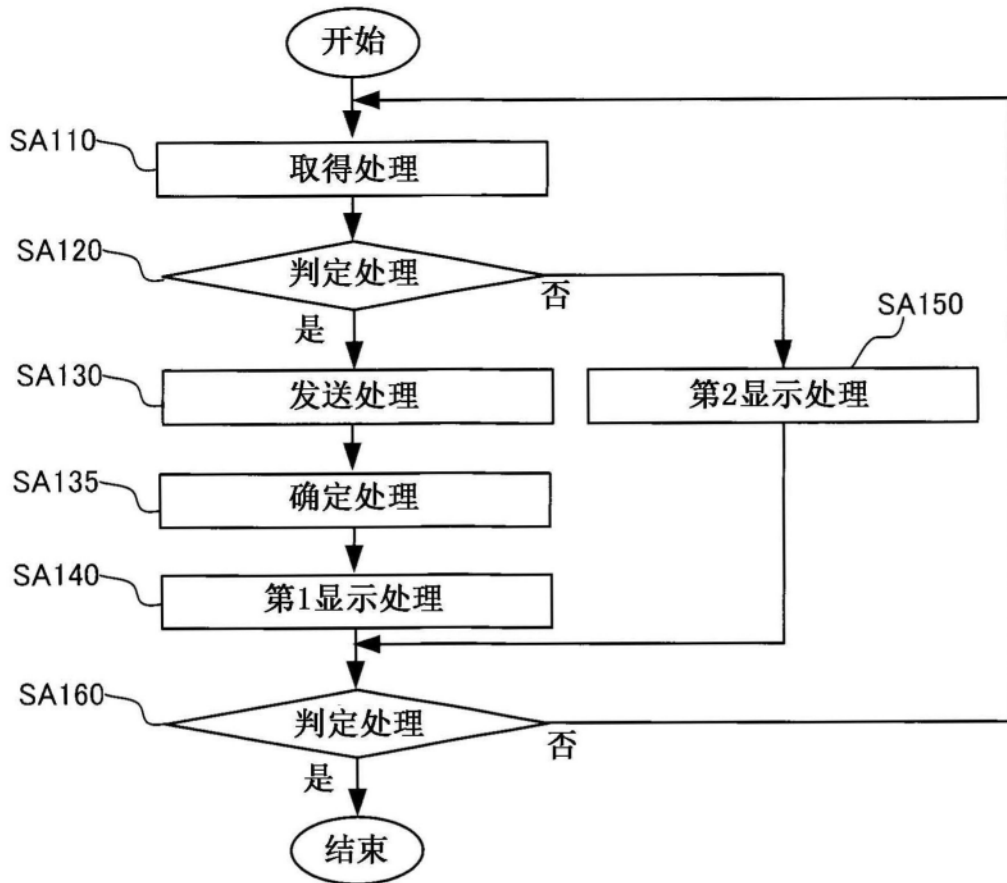 开始
SA110
取得处理
SA120
判定处理
否
是
SA150
SA130
发送处理
第2显示处理
SA135
确定处理
SA140
第1显示处理
SA160
判定处理
否
是
结束